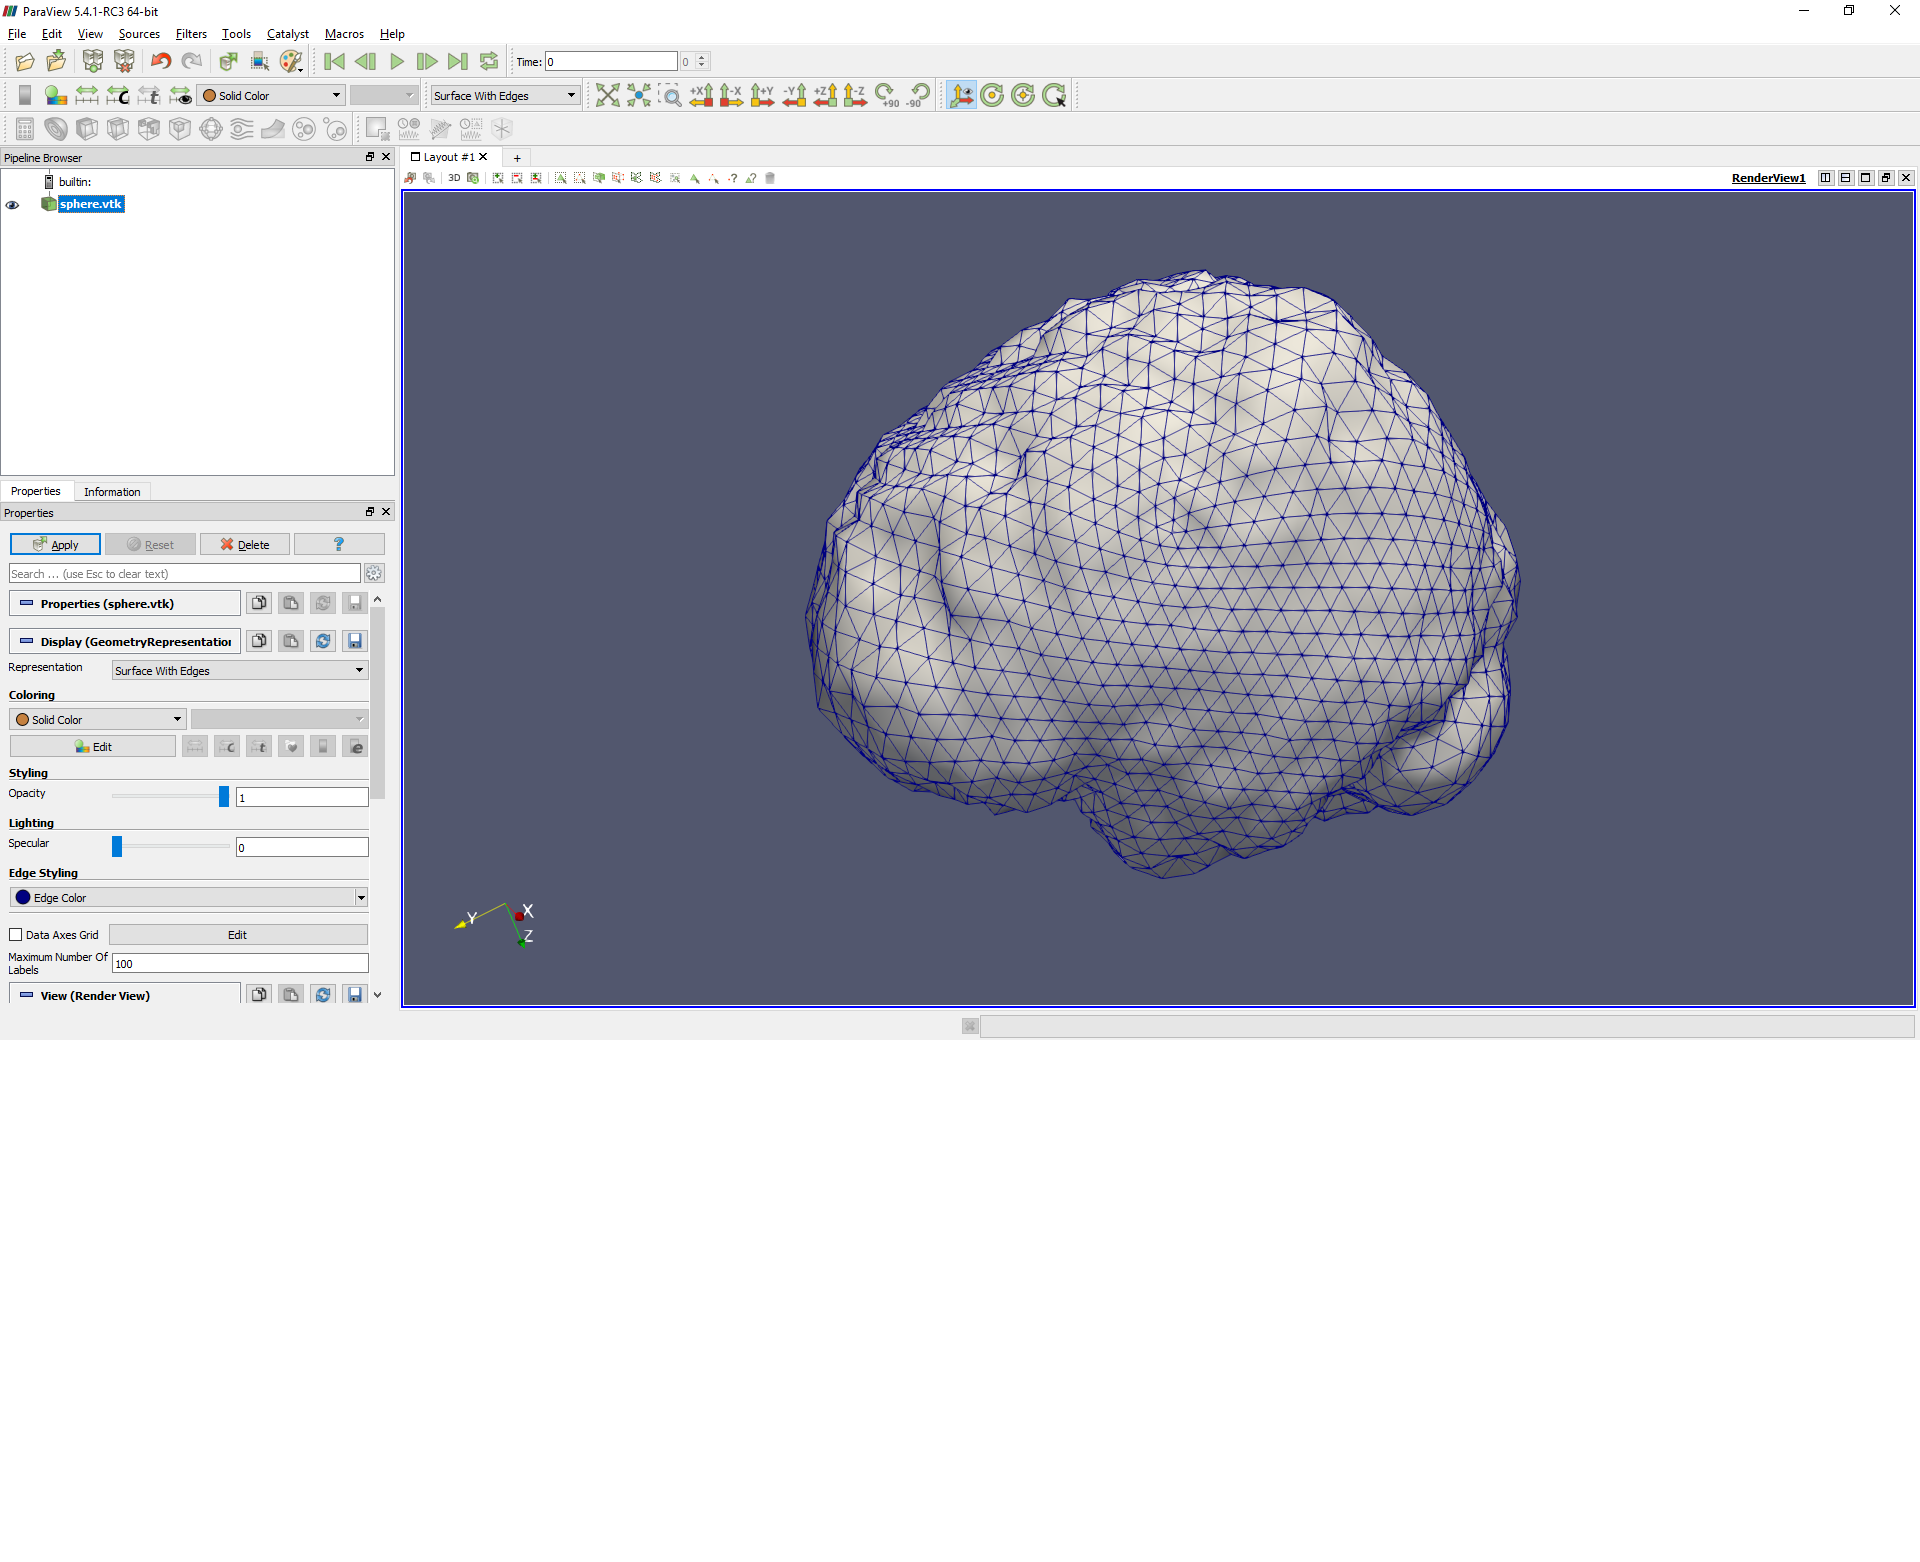 ParaView 5.4.1-RC3 64-bit
File Edit View Sources Filters Tools Catalyst Macros Help
Time: 0 0
C t Solid Color Surface With Edges +X -X +Y -Y +Z -Z +90 -90
Pipeline Browser
Layout #1 +
3D RenderView1
builtin:
sphere.vtk
Properties Information
Properties
Apply Reset Delete ?
Search ... (use Esc to clear text)
Properties (sphere.vtk)
Display (GeometryRepresentation
Representation Surface With Edges
Coloring
Solid Color
Edit C t e
Styling
Opacity 1
Lighting
Specular 0
Edge Styling
Edge Color
Data Axes Grid Edit
Maximum Number Of
Labels 100
View (Render View)
X
Y
Z